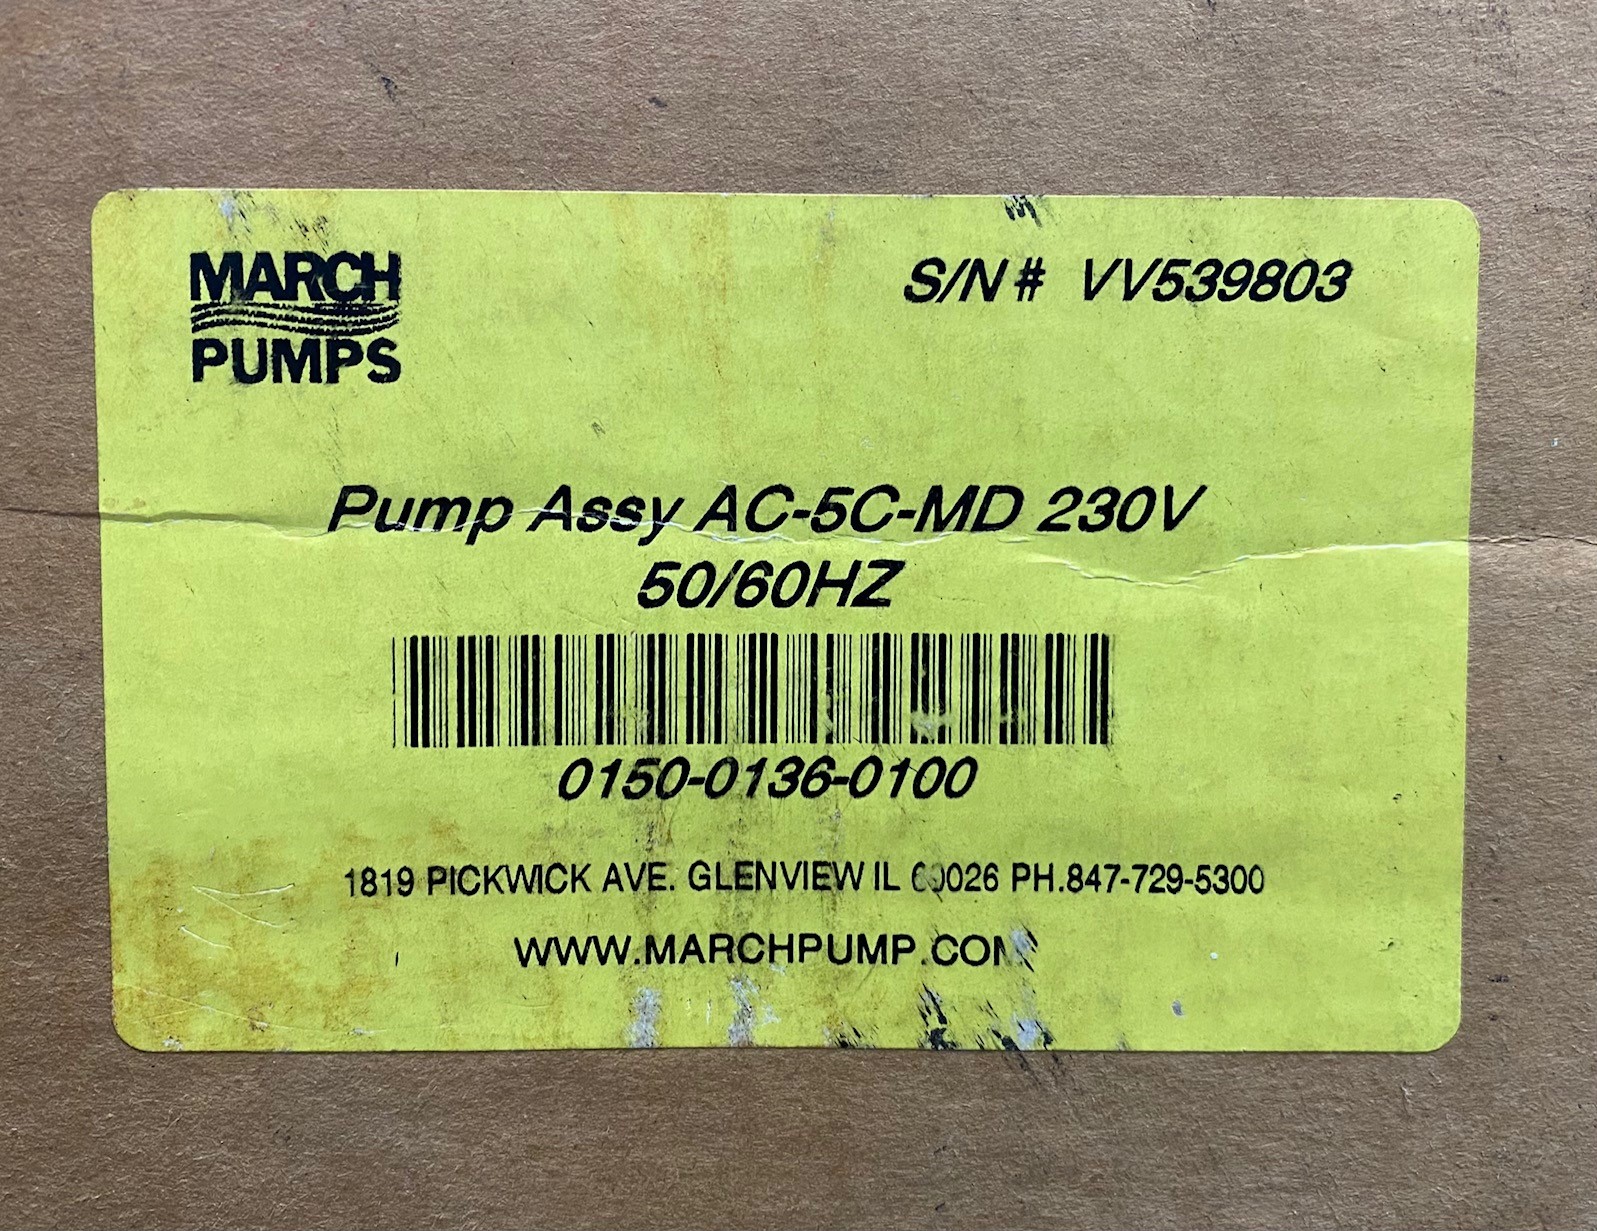 MARCH
PUMPS
S/N# VV539803
Pump Assy AC-5C-MD 230V
50/60HZ
0150-0136-0100
1819 PICKWICK AVE. GLENVIEW IL 60026 PH.847-729-5300
WWW.MARCHPUMP.COM